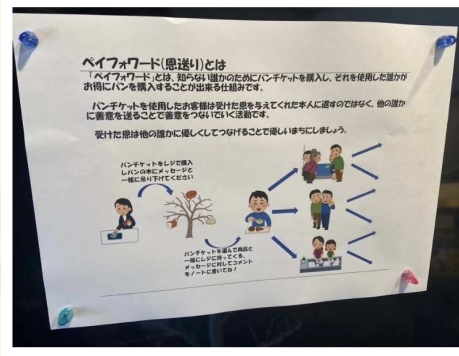 ペイフォワード(恩送り)とは
「ペイフォワード」とは、知らない誰かのためにパンチケットを購入し、それを使用した誰かが
お得にパンを購入することが出来る仕組みです。
パンチケットを使用したお客様は受けた恩を与えてくれた本人に返すのではなく、他の誰か
に善意を送ることで善意をつないでいく活動です。
受けた恩は他の誰かに優しくしてつなげることで優しいまちにしましょう。
パンチケットをレジで購入
しパンの木にメッセージと
一緒に吊り下げてください
パンチケットを選んで商品と
一緒にレジに持ってくる。
メッセージに対してコメント
をノートに書いてね!